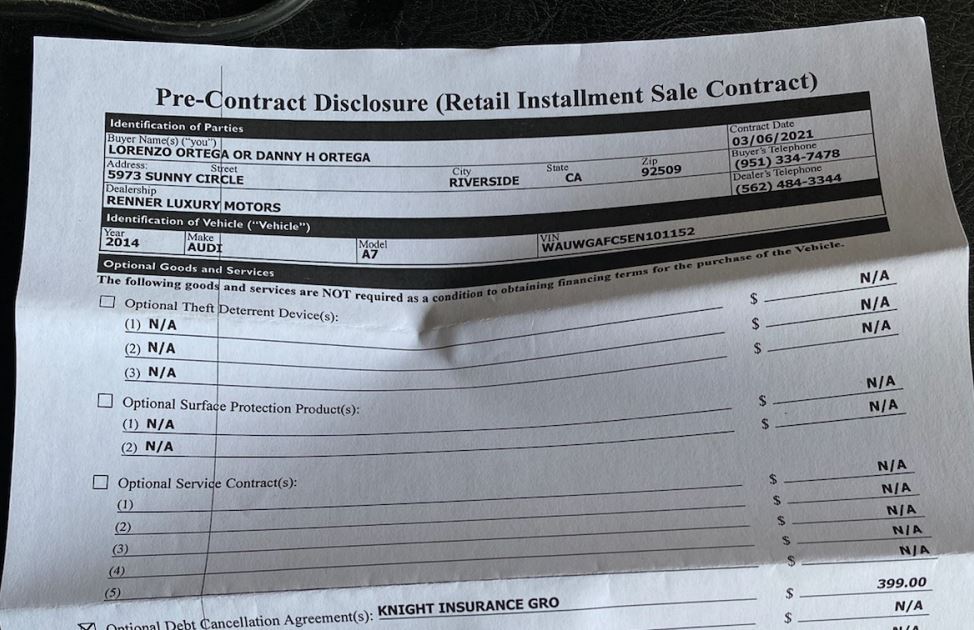 Pre-Contract Disclosure (Retail Installment Sale Contract)
Identification of Parties
Buyer Name(s) ("you")
LORENZO ORTEGA OR DANNY H ORTEGA
Contract Date
03/06/2021
Address: Street City State Zip
5973 SUNNY CIRCLE RIVERSIDE CA 92509
Buyer's Telephone
(951) 334-7478
Dealership
RENNER LUXURY MOTORS
Dealer's Telephone
(562) 484-3344
Identification of Vehicle ("Vehicle")
Year Make Model VIN
2014 AUDI A7 WAUWGAFC5EN101152
Optional Goods and Services
The following goods and services are NOT required as a condition to obtaining financing terms for the purchase of the Vehicle.
Optional Theft Deterrent Device(s):
(1) N/A $ N/A
(2) N/A $ N/A
(3) N/A $ N/A
Optional Surface Protection Product(s):
(1) N/A $ N/A
(2) N/A $ N/A
Optional Service Contract(s):
(1) $ N/A
(2) $ N/A
(3) $ N/A
(4) $ N/A
(5) $ N/A
Optional Debt Cancellation Agreement(s): KNIGHT INSURANCE GRO $ 399.00
$ N/A
N/A